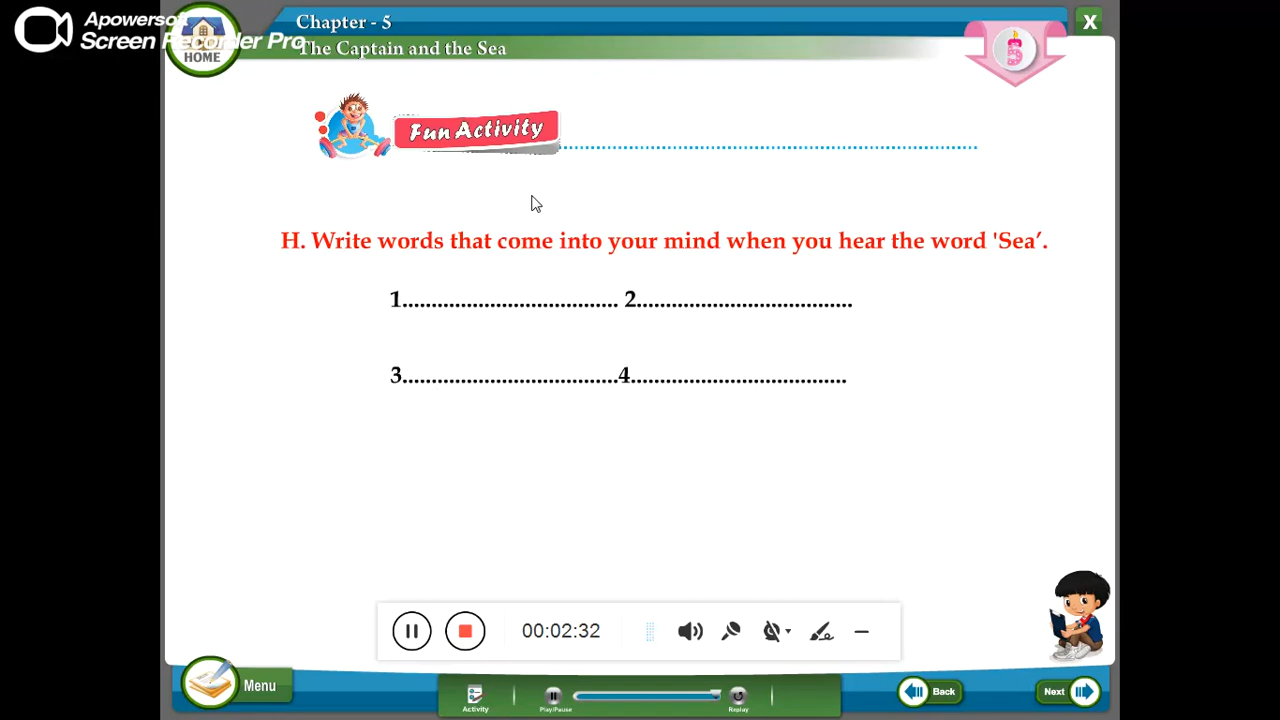 Apowersoft
Screen Recorder Pro
HOME
Chapter - 5
The Captain and the Sea
X
Fun Activity
H. Write words that come into your mind when you hear the word 'Sea’.
1..................................... 2.....................................
3.....................................4.....................................
00:02:32
Menu
Activity
Play/Pause
Replay
Back
Next